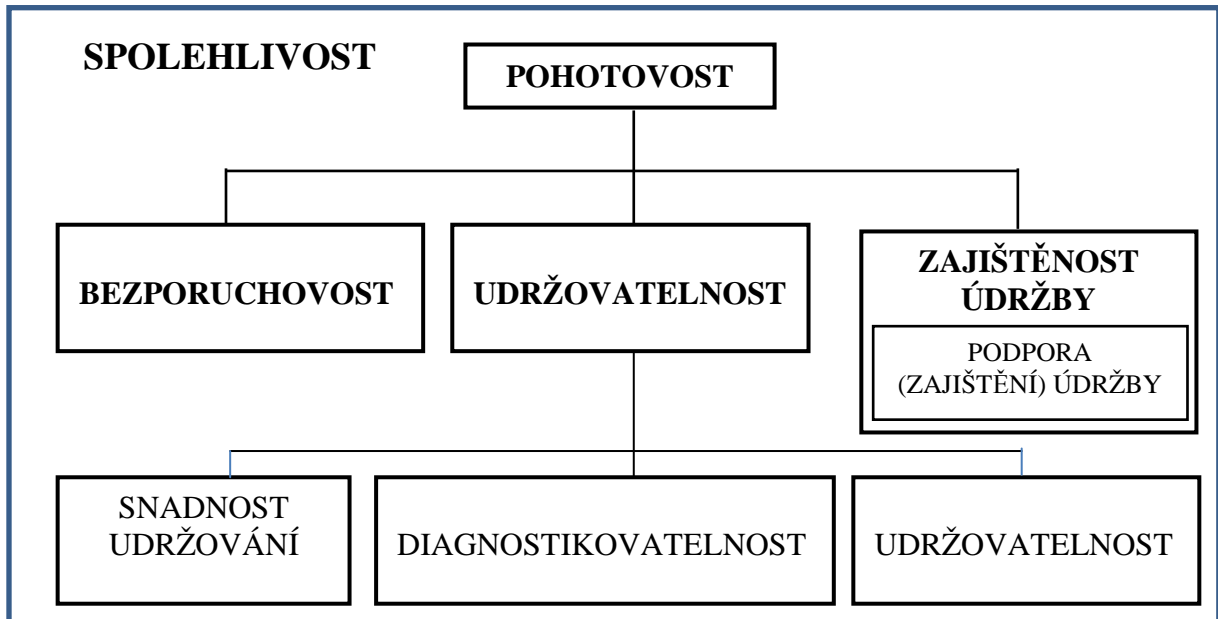 SPOLEHLIVOST
POHOTOVOST
BEZPORUCHOVOST
UDRŽOVATELNOST
ZAJIŠTĚNOST
ÚDRŽBY
PODPORA
(ZAJIŠTĚNÍ) ÚDRŽBY
SNADNOST
UDRŽOVÁNÍ
DIAGNOSTIKOVATELNOST
UDRŽOVATELNOST